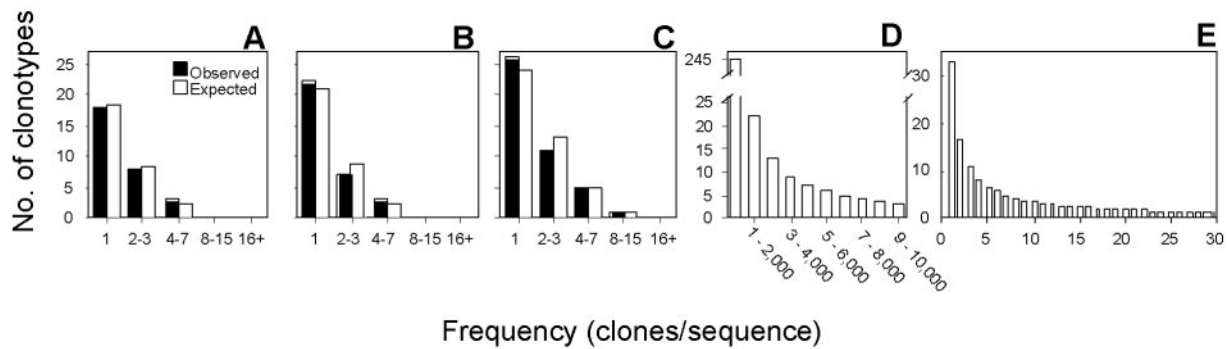 A
B
C
D
E
No. of clonotypes
Observed
Expected
25
20
15
10
5
0
1 2-3 4-7 8-15 16+
1 2-3 4-7 8-15 16+
1 2-3 4-7 8-15 16+
245
25
20
15
10
5
0
1 - 2,000
3 - 4,000
5 - 6,000
7 - 8,000
9 - 10,000
30
20
10
0
0 5 10 15 20 25 30
Frequency (clones/sequence)